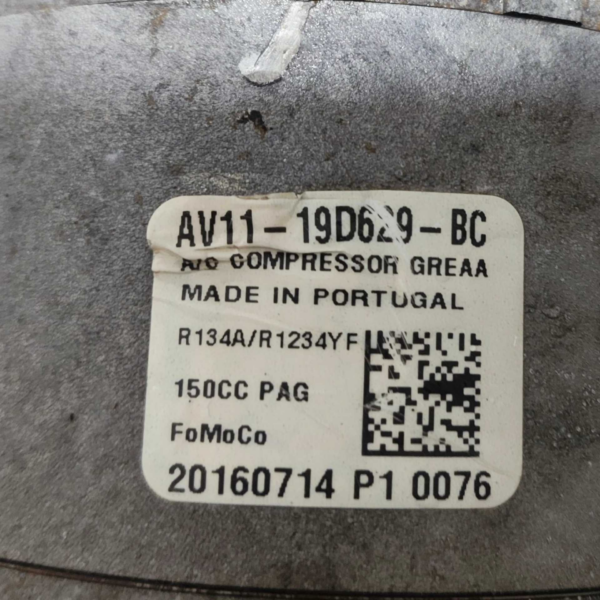 AV11-19D629-BC
A/C COMPRESSOR GREAA
MADE IN PORTUGAL
R134A/R1234YF
150CC PAG
FoMoCo
20160714 P1 0076